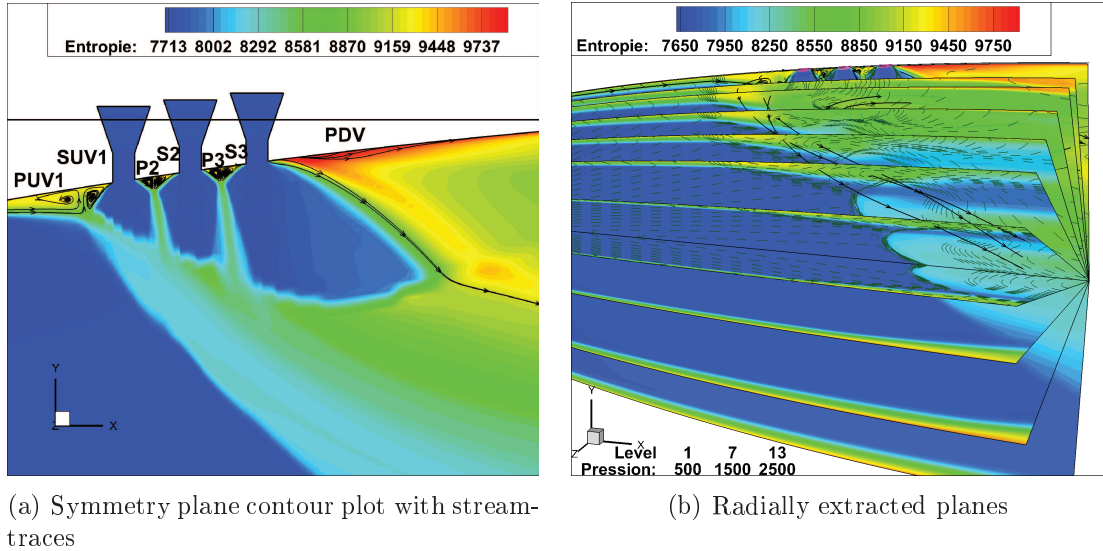 Entropie: 7713 8002 8292 8581 8870 9159 9448 9737
PUV1
SUV1
P2
S2
P3
S3
PDV
Y
Z
X
(a) Symmetry plane contour plot with stream-
traces
Entropie: 7650 7950 8250 8550 8850 9150 9450 9750
Y
Z
X
Level 1 7 13
Pression: 500 1500 2500
(b) Radially extracted planes